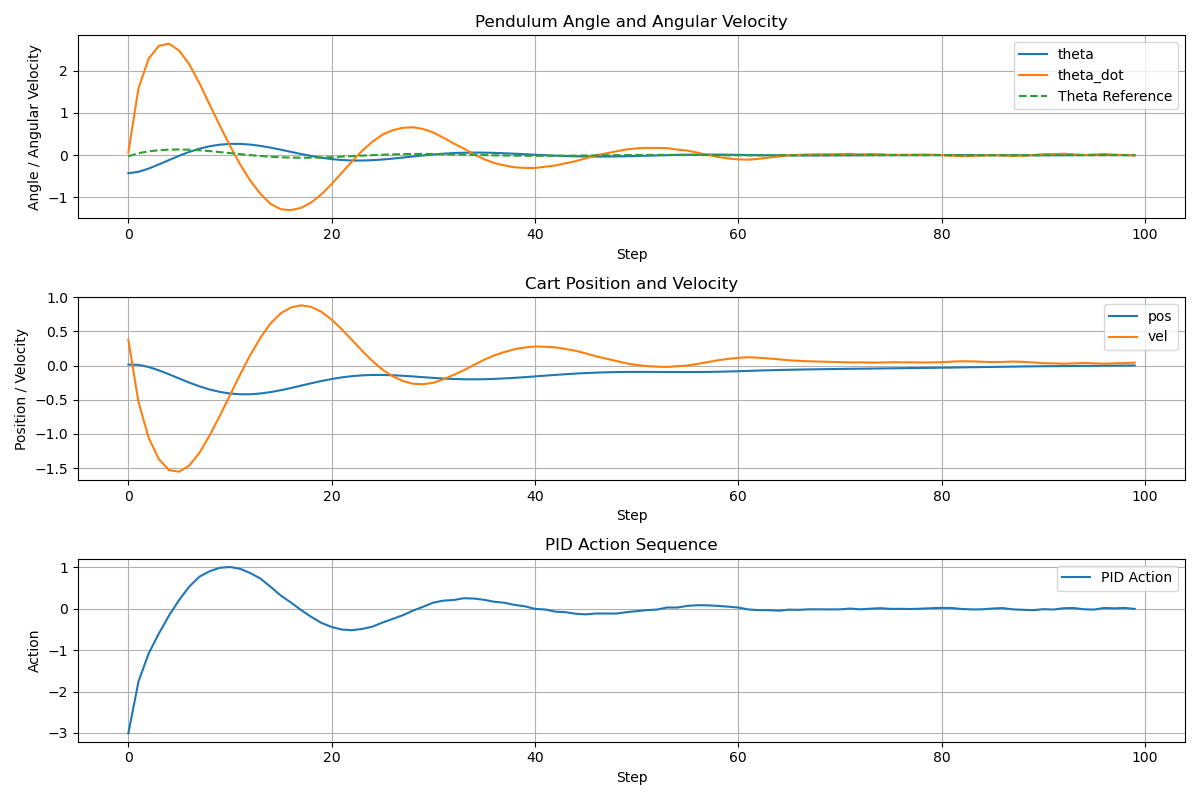 Pendulum Angle and Angular Velocity
Angle / Angular Velocity
2
1
0
−1
theta
theta_dot
Theta Reference
0 20 40 60 80 100
Step
Cart Position and Velocity
Position / Velocity
1.0
0.5
0.0
−0.5
−1.0
−1.5
pos
vel
0 20 40 60 80 100
Step
PID Action Sequence
Action
1
0
−1
−2
−3
PID Action
0 20 40 60 80 100
Step